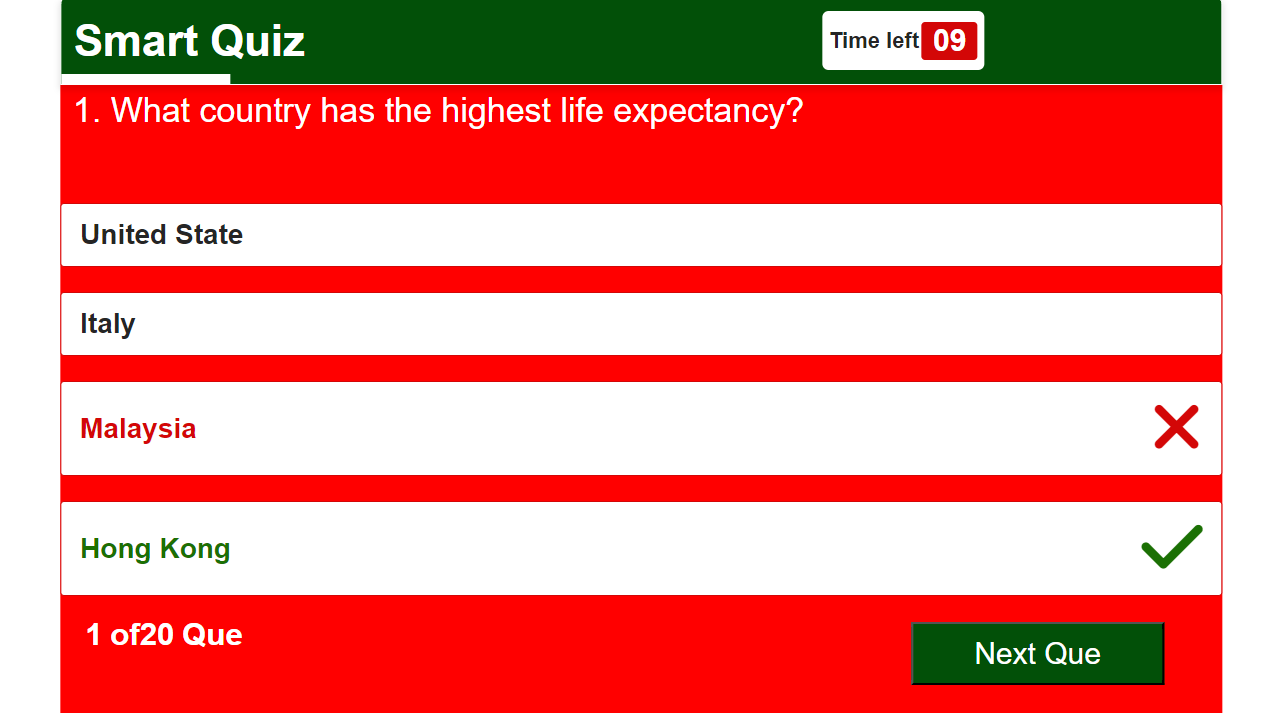 Smart Quiz
Time left 09
1. What country has the highest life expectancy?
United State
Italy
Malaysia
Hong Kong
1 of20 Que
Next Que